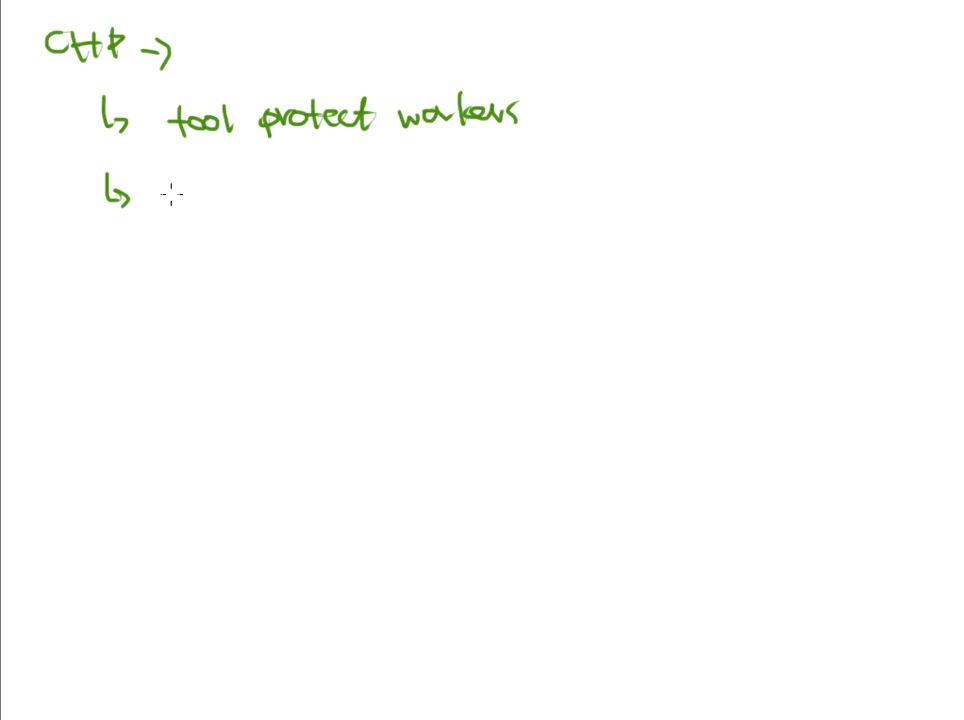 CHP →
↳ tool protect workers
↳